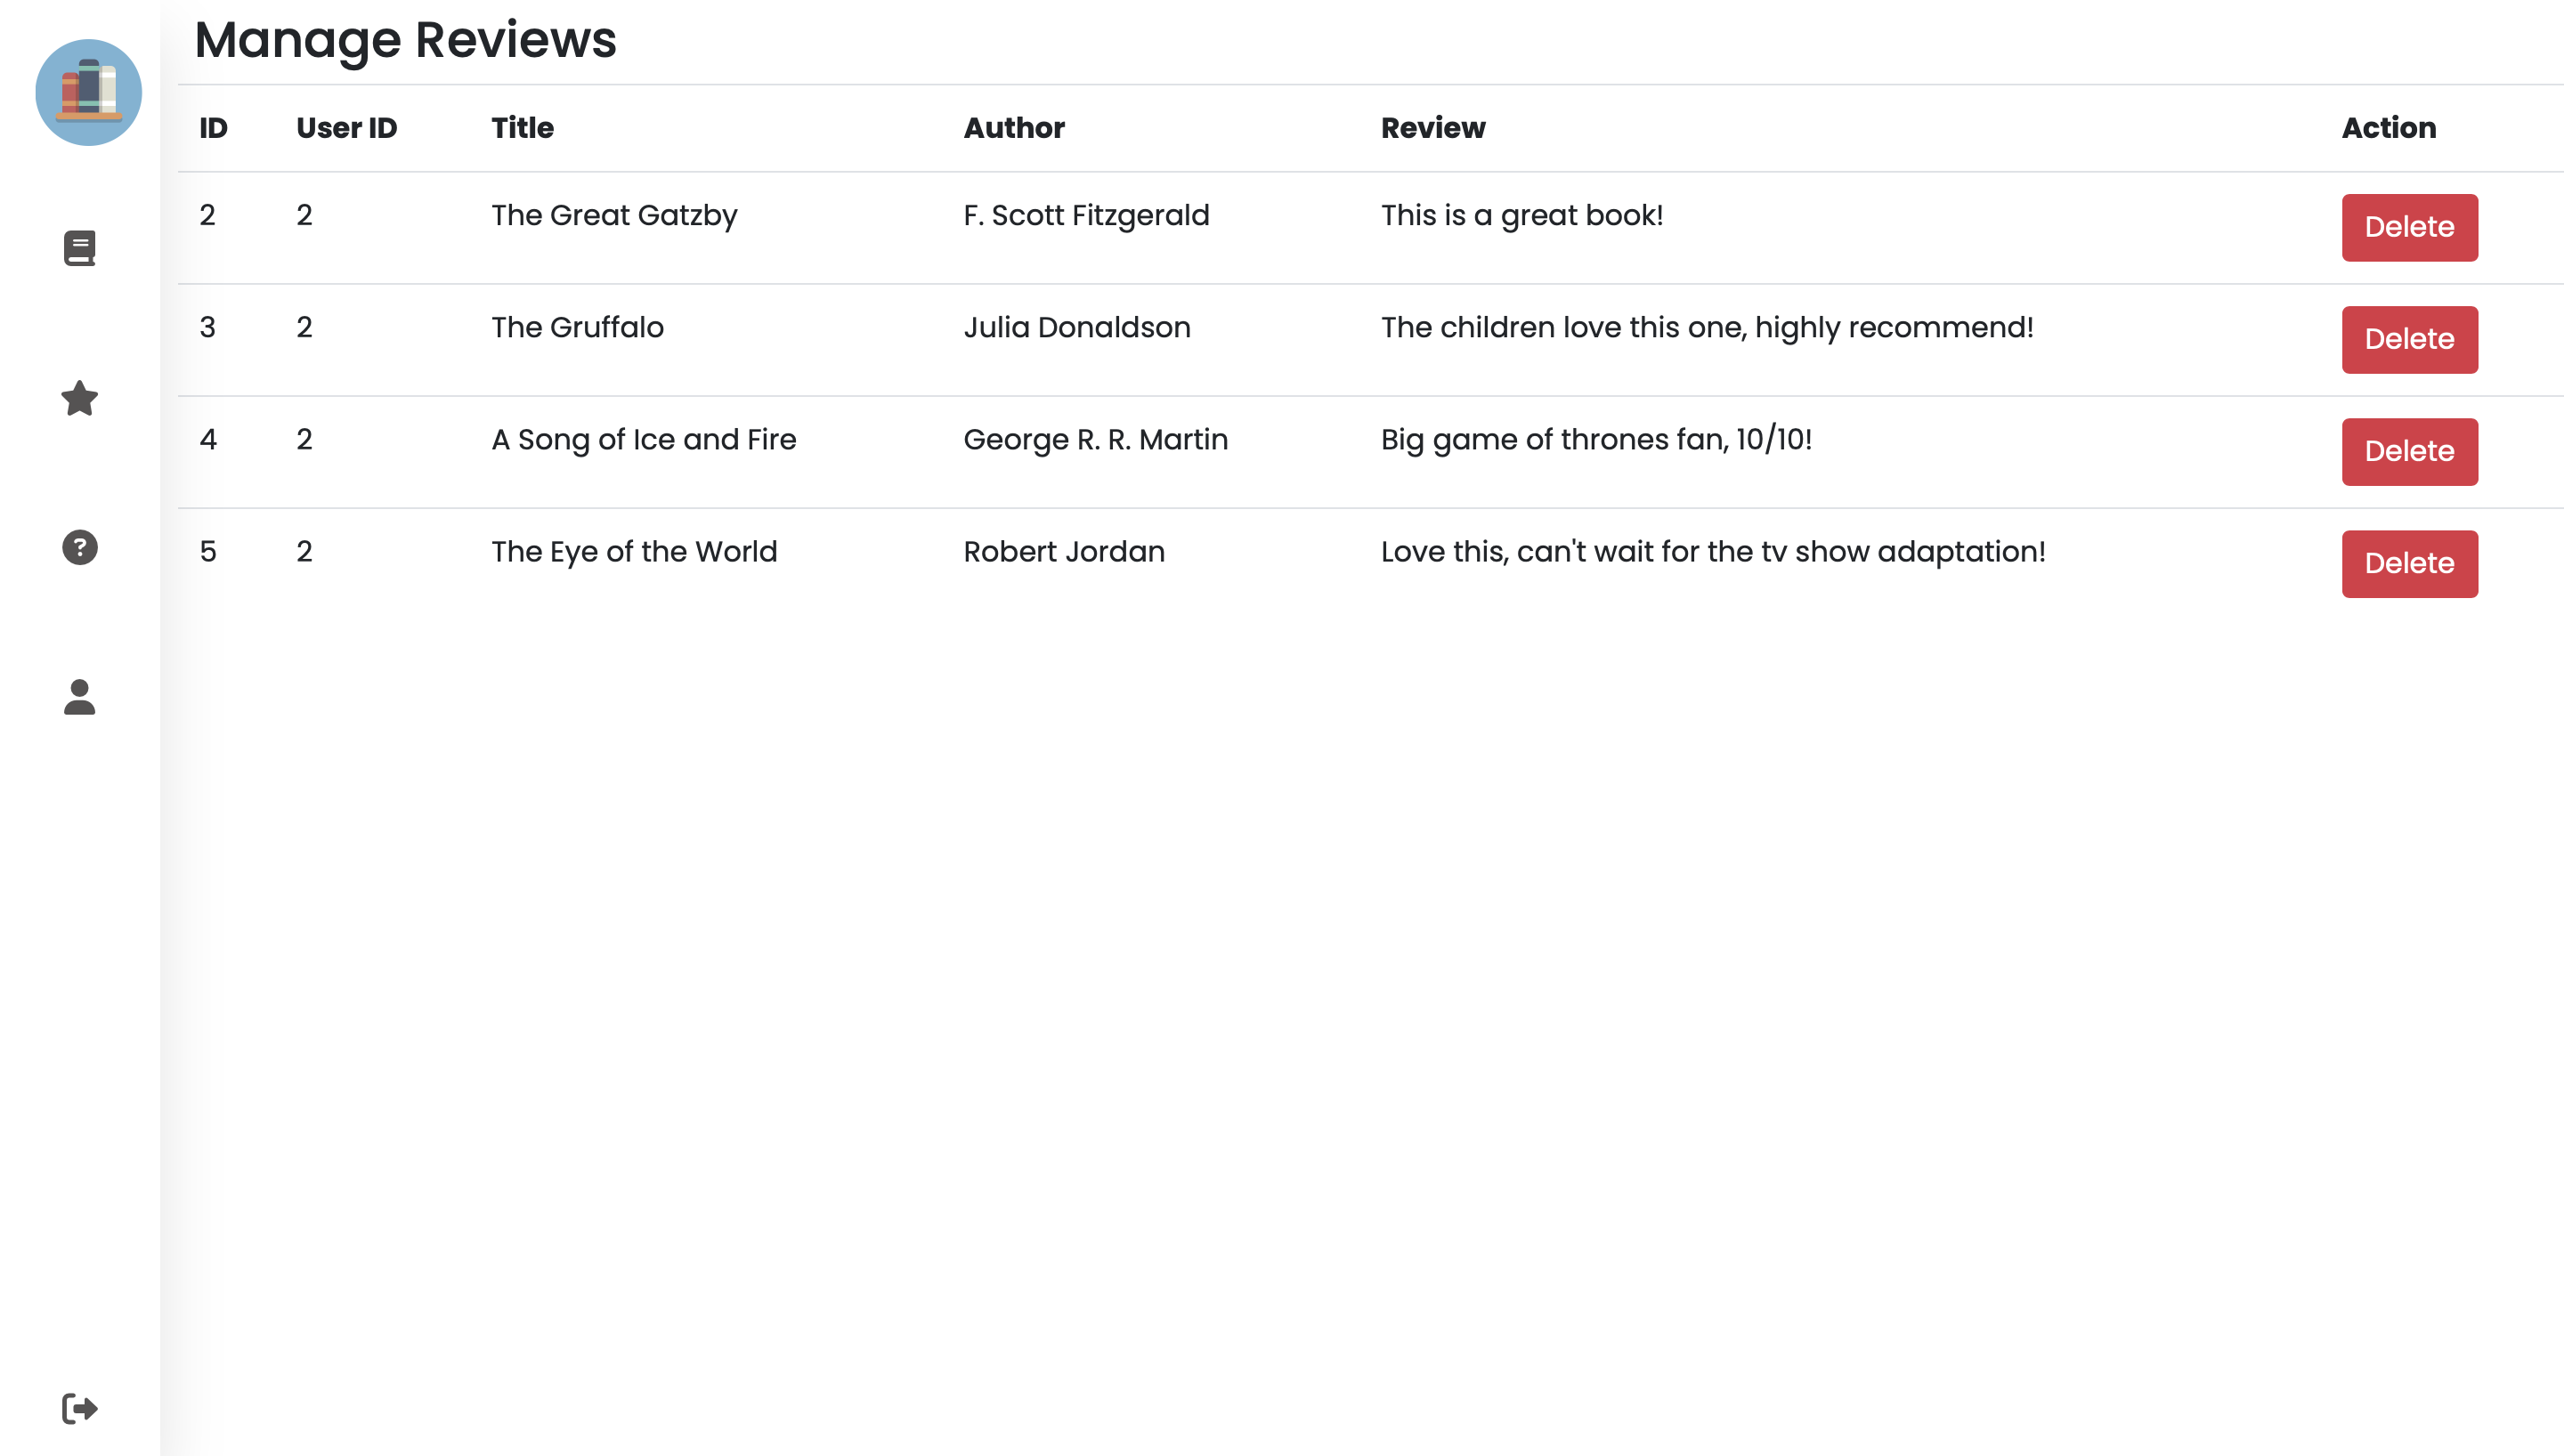 Manage Reviews
ID User ID Title Author Review Action
2 2 The Great Gatzby F. Scott Fitzgerald This is a great book! Delete
3 2 The Gruffalo Julia Donaldson The children love this one, highly recommend! Delete
4 2 A Song of Ice and Fire George R. R. Martin Big game of thrones fan, 10/10! Delete
5 2 The Eye of the World Robert Jordan Love this, can't wait for the tv show adaptation! Delete